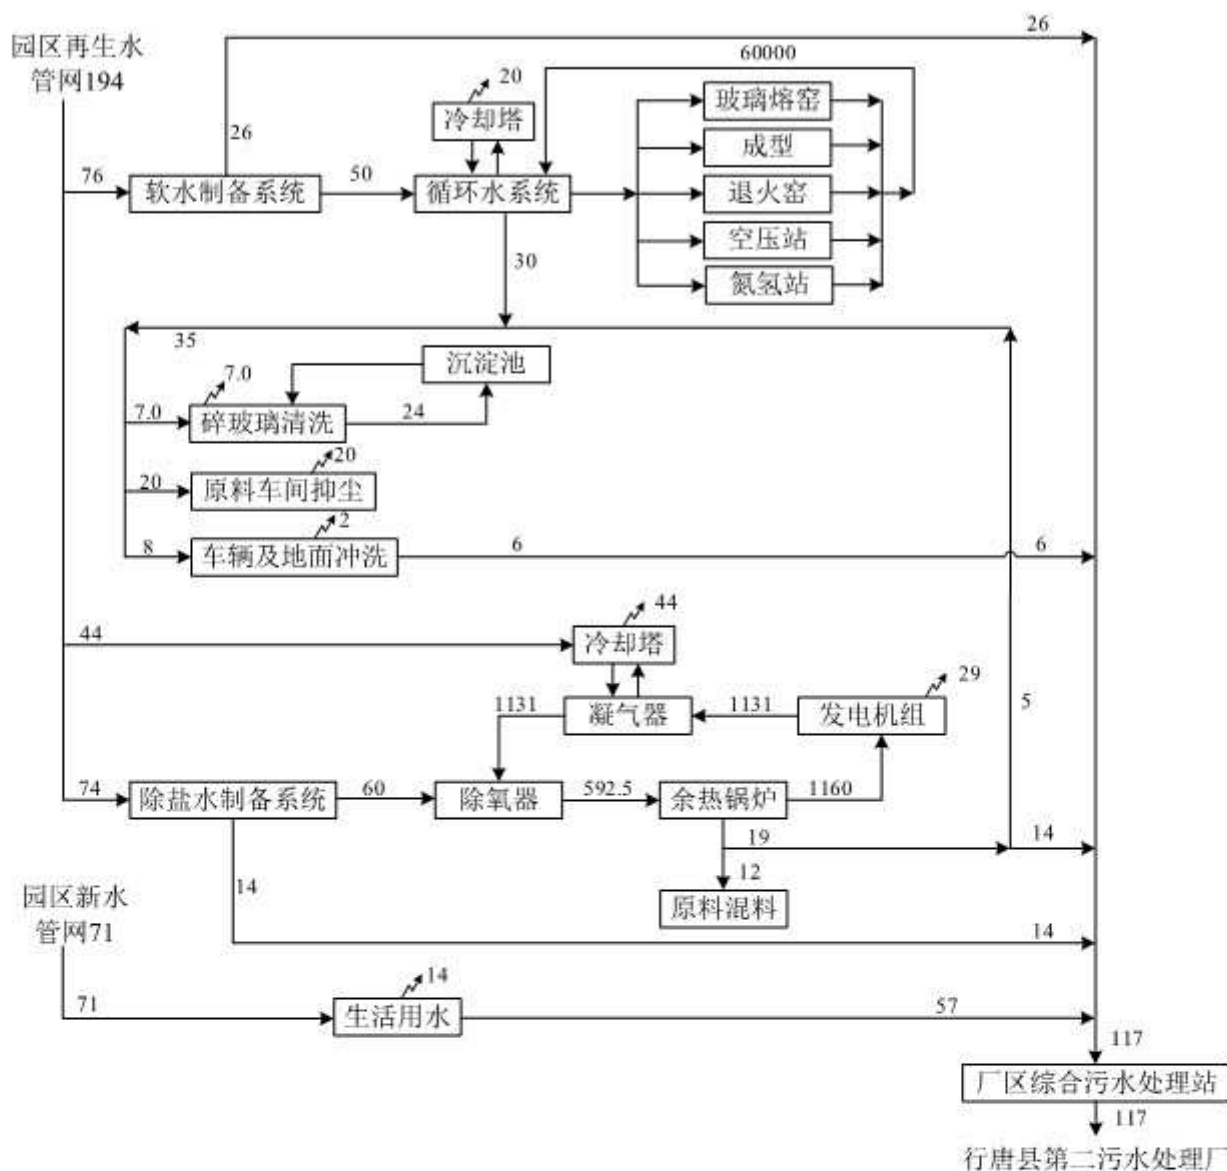 26
园区再生水
管网194
60000
20
玻璃熔窑
冷却塔
26
成型
76
软水制备系统
50
循环水系统
退火窑
空压站
30
氮氢站
35
沉淀池
7.0
7.0
碎玻璃清洗
24
20
20
原料车间抑尘
2
8
车辆及地面冲洗
6
6
44
44
冷却塔
29
5
1131
凝气器
1131
发电机组
74
除盐水制备系统
60
除氧器
592.5
余热锅炉
1160
19
14
12
14
园区新水
管网71
原料混料
14
14
71
生活用水
57
117
厂区综合污水处理站
117
行唐县第二污水处理厂